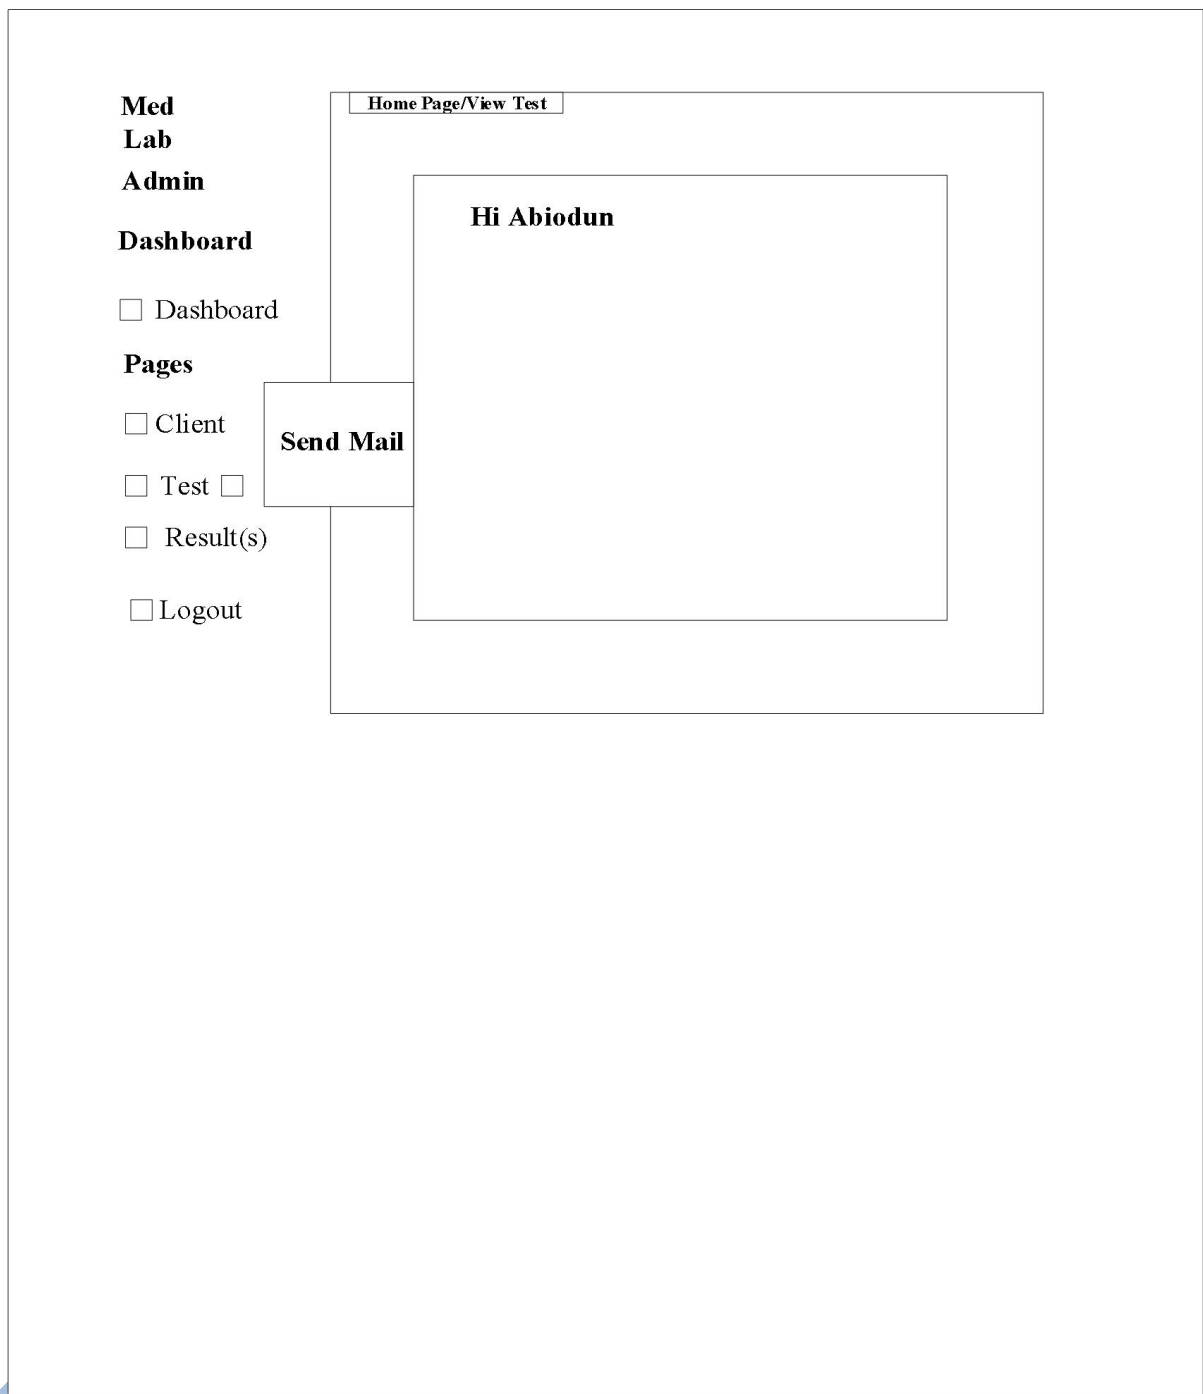 Med
Lab
Admin
Dashboard
Dashboard
Pages
Client
Test
Result(s)
Logout
Home Page/View Test
Hi Abiodun
Send Mail